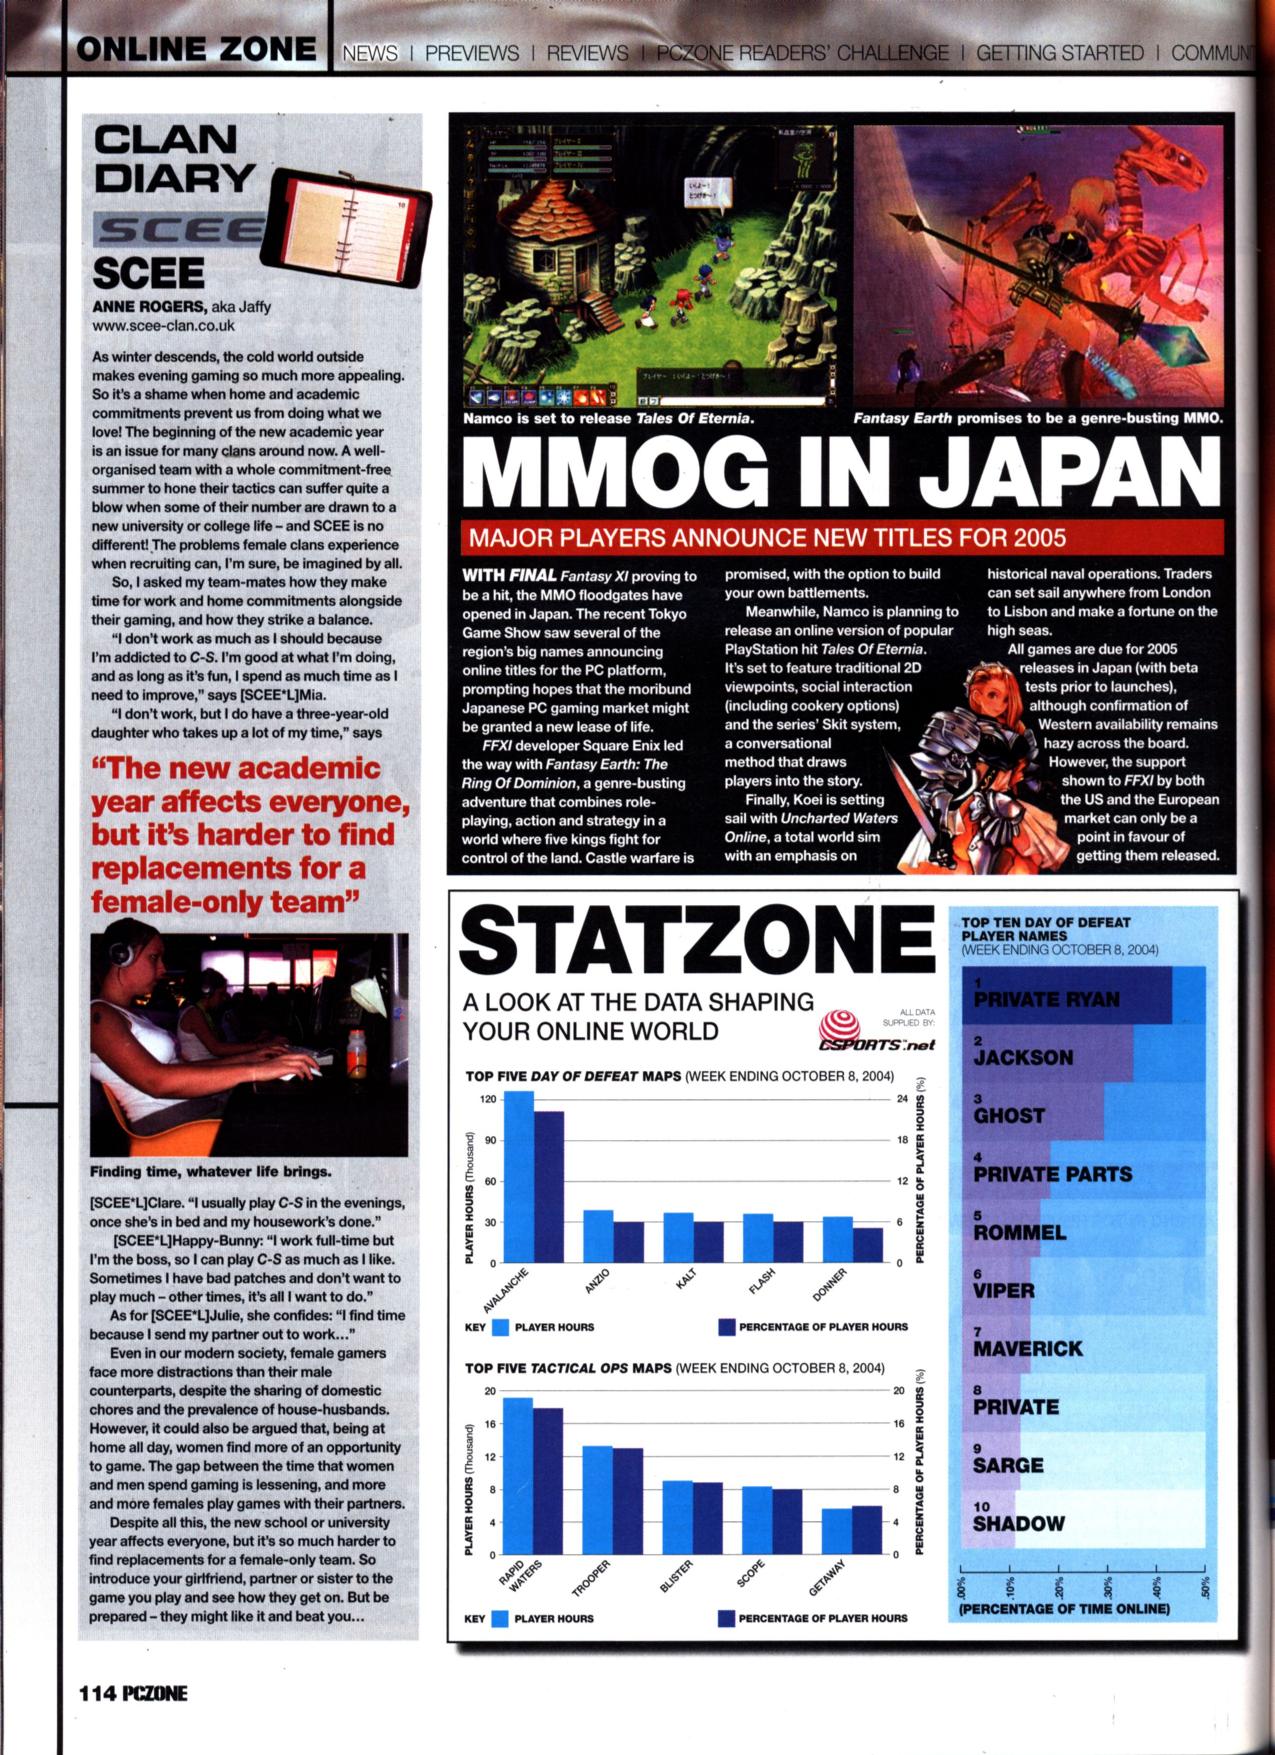 ONLINE ZONE
NEWS | PREVIEWS | REVIEWS | PCZONE READERS' CHALLENGE | GETTING STARTED | COMMUN
CLAN
DIARY
SCEE
SCEE
ANNE ROGERS, aka Jaffy
www.scee-clan.co.uk
As winter descends, the cold world outside
makes evening gaming so much more appealing.
So it's a shame when home and academic
commitments prevent us from doing what we
love! The beginning of the new academic year
is an issue for many clans around now. A well-
organised team with a whole commitment-free
summer to hone their tactics can suffer quite a
blow when some of their number are drawn to a
new university or college life – and SCEE is no
different! The problems female clans experience
when recruiting can, I'm sure, be imagined by all.
So, I asked my team-mates how they make
time for work and home commitments alongside
their gaming, and how they strike a balance.
"I don't work as much as I should because
I'm addicted to C-S. I'm good at what I'm doing,
and as long as it's fun, I spend as much time as I
need to improve," says [SCEE*L]Mia.
"I don't work, but I do have a three-year-old
daughter who takes up a lot of my time," says
"The new academic
year affects everyone,
but it's harder to find
replacements for a
female-only team"
Finding time, whatever life brings.
[SCEE*L]Clare. "I usually play C-S in the evenings,
once she's in bed and my housework's done."
[SCEE*L]Happy-Bunny: "I work full-time but
I'm the boss, so I can play C-S as much as I like.
Sometimes I have bad patches and don't want to
play much – other times, it's all I want to do."
As for [SCEE*L]Julie, she confides: "I find time
because I send my partner out to work..."
Even in our modern society, female gamers
face more distractions than their male
counterparts, despite the sharing of domestic
chores and the prevalence of house-husbands.
However, it could also be argued that, being at
home all day, women find more of an opportunity
to game. The gap between the time that women
and men spend gaming is lessening, and more
and more females play games with their partners.
Despite all this, the new school or university
year affects everyone, but it's so much harder to
find replacements for a female-only team. So
introduce your girlfriend, partner or sister to the
game you play and see how they get on. But be
prepared – they might like it and beat you...
Namco is set to release Tales Of Eternia.
Fantasy Earth promises to be a genre-busting MMO.
MMOG IN JAPAN
MAJOR PLAYERS ANNOUNCE NEW TITLES FOR 2005
WITH FINAL Fantasy XI proving to
be a hit, the MMO floodgates have
opened in Japan. The recent Tokyo
Game Show saw several of the
region's big names announcing
online titles for the PC platform,
prompting hopes that the moribund
Japanese PC gaming market might
be granted a new lease of life.
FFXI developer Square Enix led
the way with Fantasy Earth: The
Ring Of Dominion, a genre-busting
adventure that combines role-
playing, action and strategy in a
world where five kings fight for
control of the land. Castle warfare is
promised, with the option to build
your own battlements.
Meanwhile, Namco is planning to
release an online version of popular
PlayStation hit Tales Of Eternia.
It's set to feature traditional 2D
viewpoints, social interaction
(including cookery options)
and the series' Skit system,
a conversational
method that draws
players into the story.
Finally, Koei is setting
sail with Uncharted Waters
Online, a total world sim
with an emphasis on
historical naval operations. Traders
can set sail anywhere from London
to Lisbon and make a fortune on the
high seas.
All games are due for 2005
releases in Japan (with beta
tests prior to launches),
although confirmation of
Western availability remains
hazy across the board.
However, the support
shown to FFXI by both
the US and the European
market can only be a
point in favour of
getting them released.
STATZONE
A LOOK AT THE DATA SHAPING
YOUR ONLINE WORLD
ALL DATA
SUPPLIED BY:
CSPORTS.net
TOP FIVE DAY OF DEFEAT MAPS (WEEK ENDING OCTOBER 8, 2004)
PLAYER HOURS (Thousand)
120
90
60
30
0
24
18
12
6
0
PERCENTAGE OF PLAYER HOURS (%)
AVALANCHE
ANZIO
KALT
FLASH
DONNER
KEY PLAYER HOURS PERCENTAGE OF PLAYER HOURS
TOP FIVE TACTICAL OPS MAPS (WEEK ENDING OCTOBER 8, 2004)
PLAYER HOURS (Thousand)
20
16
12
8
4
0
20
16
12
8
4
0
PERCENTAGE OF PLAYER HOURS (%)
RAPID
WATERS
TROOPER
BLISTER
SCOPE
GETAWAY
KEY PLAYER HOURS PERCENTAGE OF PLAYER HOURS
TOP TEN DAY OF DEFEAT
PLAYER NAMES
(WEEK ENDING OCTOBER 8, 2004)
1
PRIVATE RYAN
2
JACKSON
3
GHOST
4
PRIVATE PARTS
5
ROMMEL
6
VIPER
7
MAVERICK
8
PRIVATE
9
SARGE
10
SHADOW
.00% .10% .20% .30% .40% .50%
(PERCENTAGE OF TIME ONLINE)
114 PCZONE